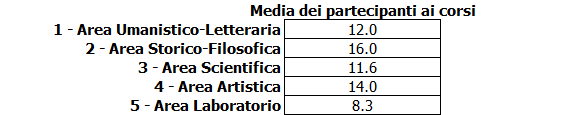 Media dei partecipanti ai corsi
1 - Area Umanistico-Letteraria 12.0
2 - Area Storico-Filosofica 16.0
3 - Area Scientifica 11.6
4 - Area Artistica 14.0
5 - Area Laboratorio 8.3